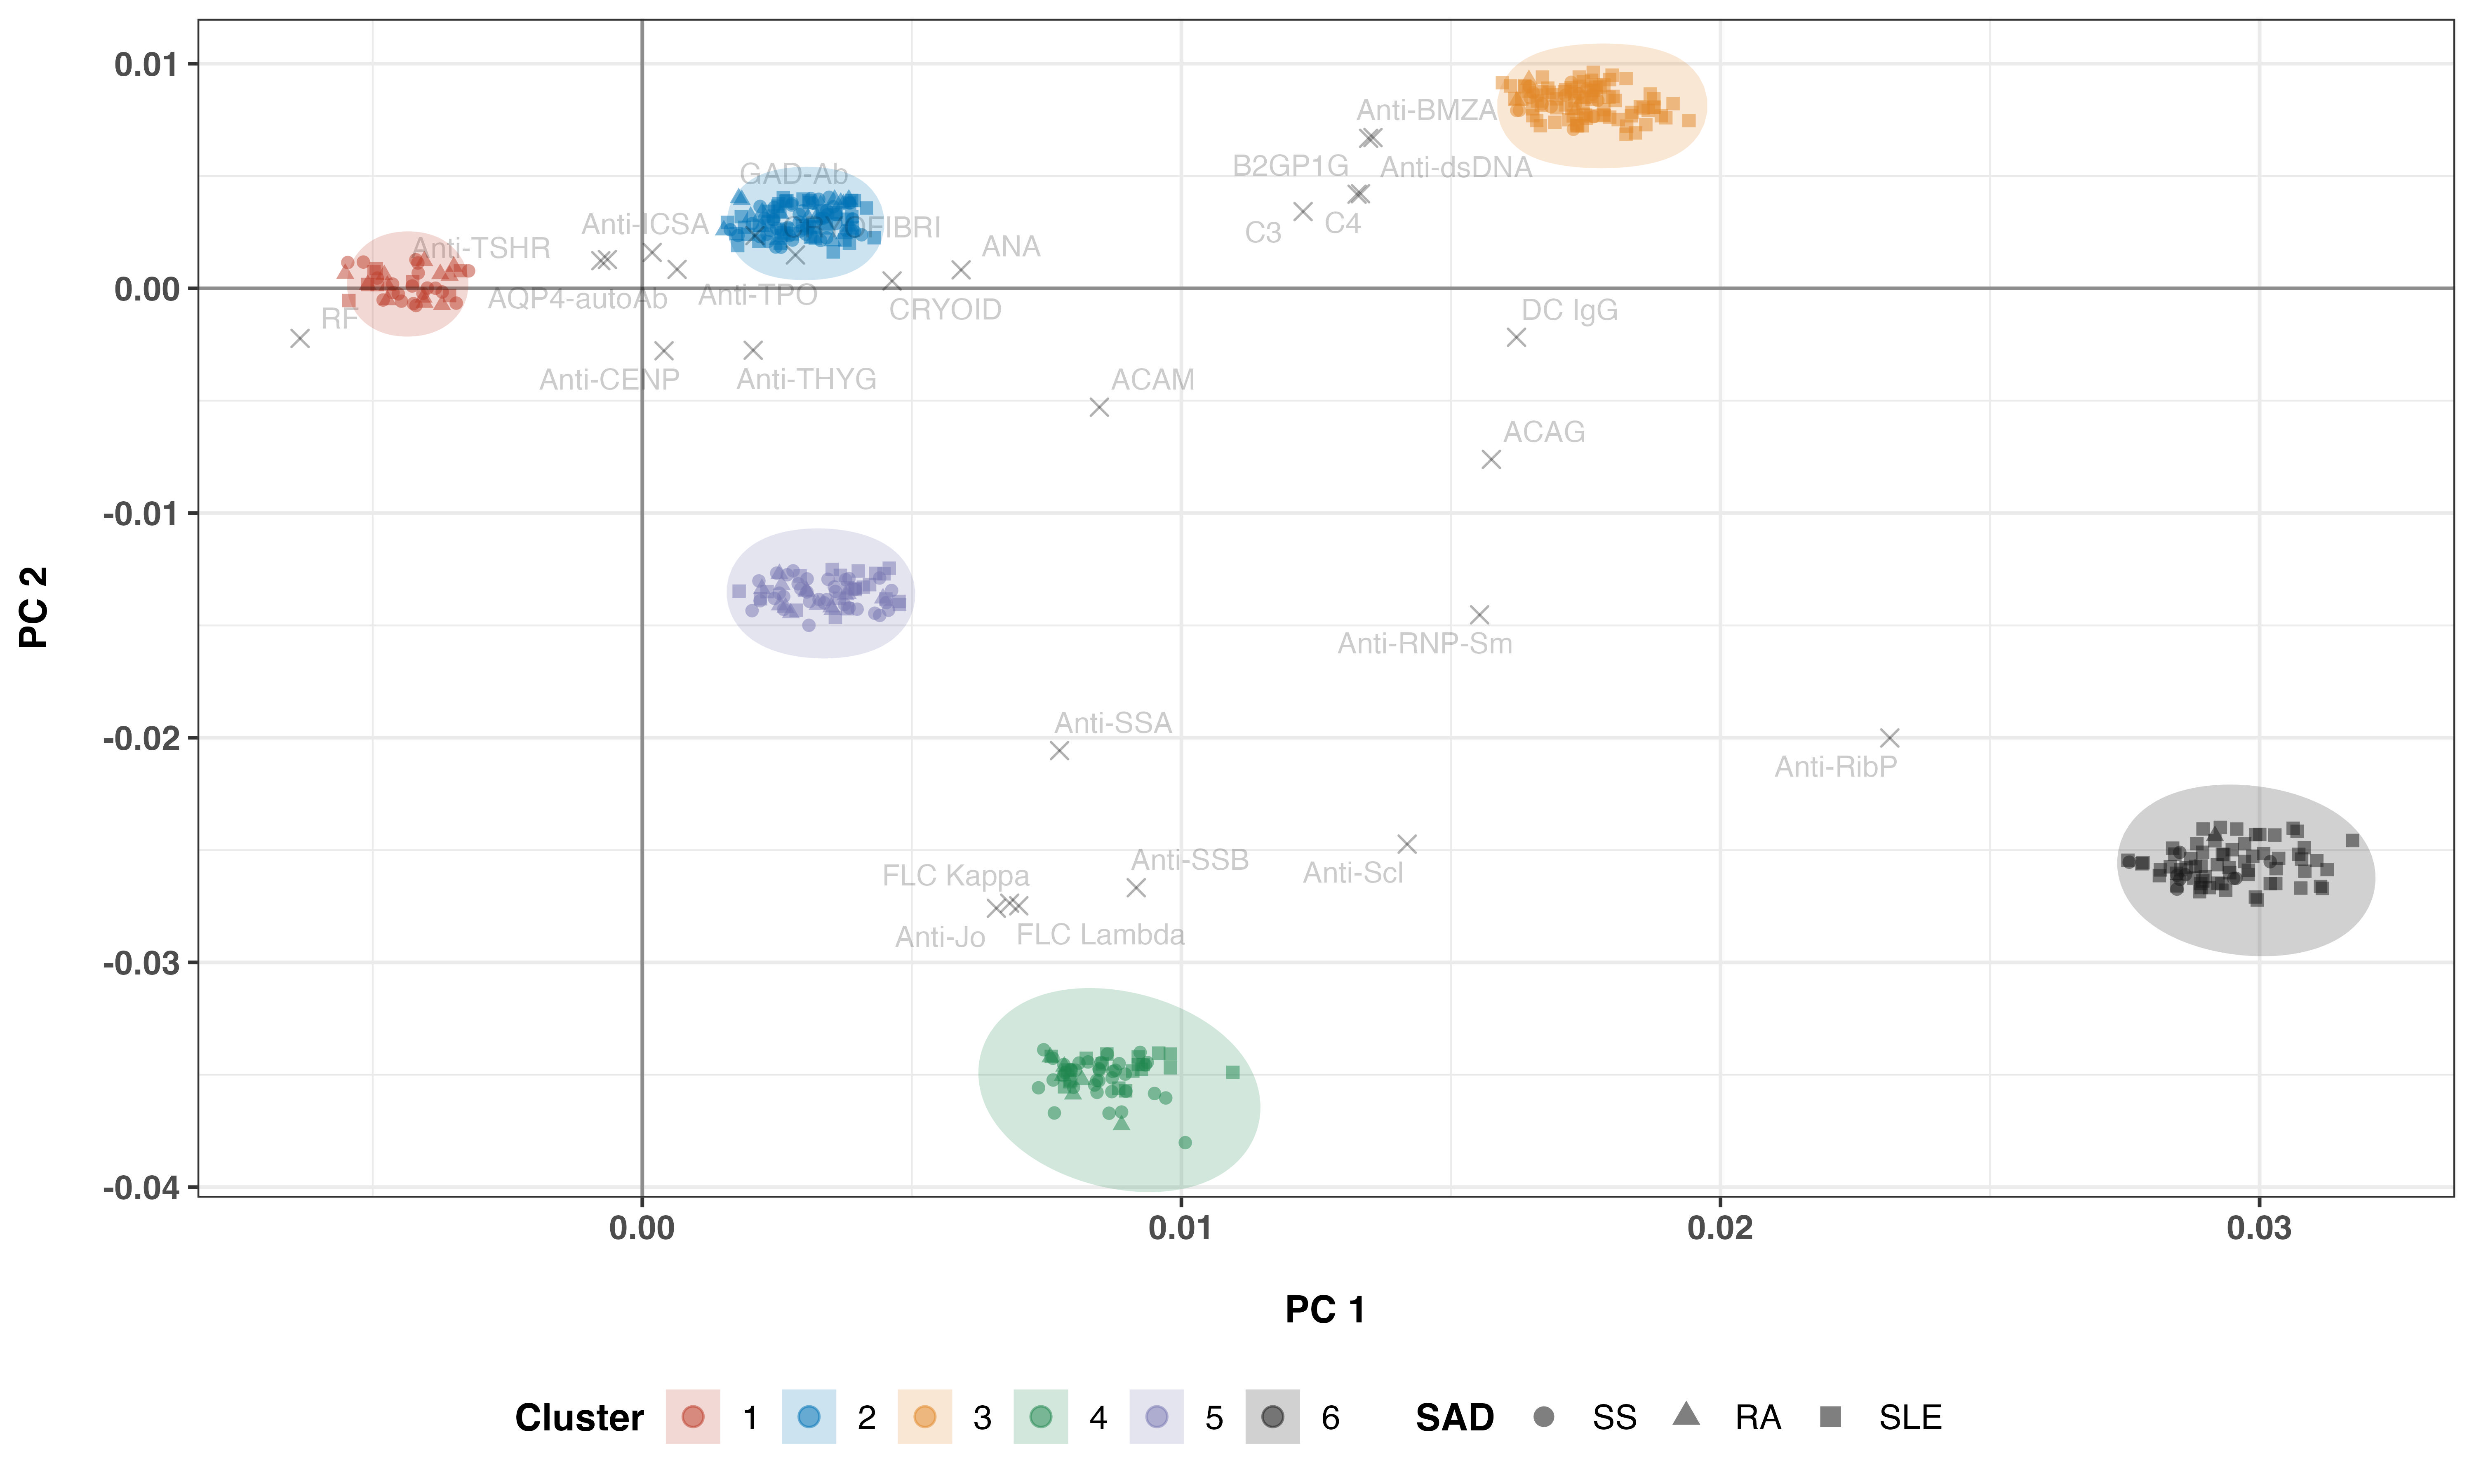 0.01
Anti-BMZA
GAD-Ab
B2GP1G
Anti-dsDNA
Anti-ICSA
FIBRI
C3
C4
Anti-TSHR
ANA
0.00
AQP4-autoAb
Anti-TPO
CRYOID
DC IgG
RF
Anti-CENP
Anti-THYG
ACAM
ACAG
-0.01
PC 2
Anti-RNP-Sm
Anti-SSA
-0.02
Anti-RibP
Anti-SSB
Anti-Scl
FLC Kappa
Anti-Jo
FLC Lambda
-0.03
-0.04
0.00 0.01 0.02 0.03
PC 1
Cluster 1 2 3 4 5 6 SAD SS RA SLE